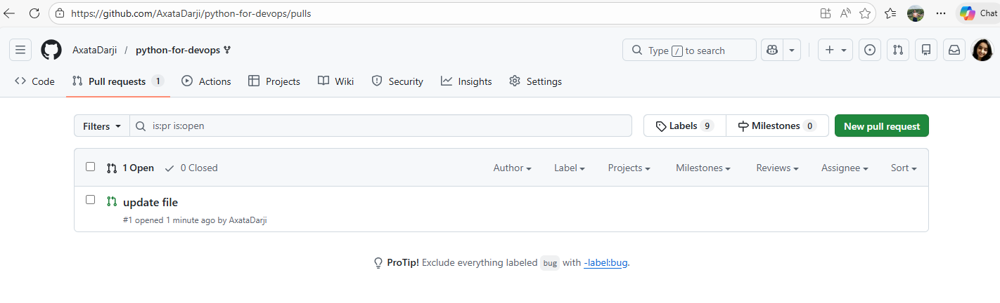 https://github.com/AxataDarji/python-for-devops/pulls
Chat
AxataDarji / python-for-devops
Type / to search
Code
Pull requests 1
Actions
Projects
Wiki
Security
Insights
Settings
Filters
is:pr is:open
Labels 9
Milestones 0
New pull request
1 Open
0 Closed
Author
Label
Projects
Milestones
Reviews
Assignee
Sort
update file
#1 opened 1 minute ago by AxataDarji
ProTip! Exclude everything labeled bug with -label:bug.